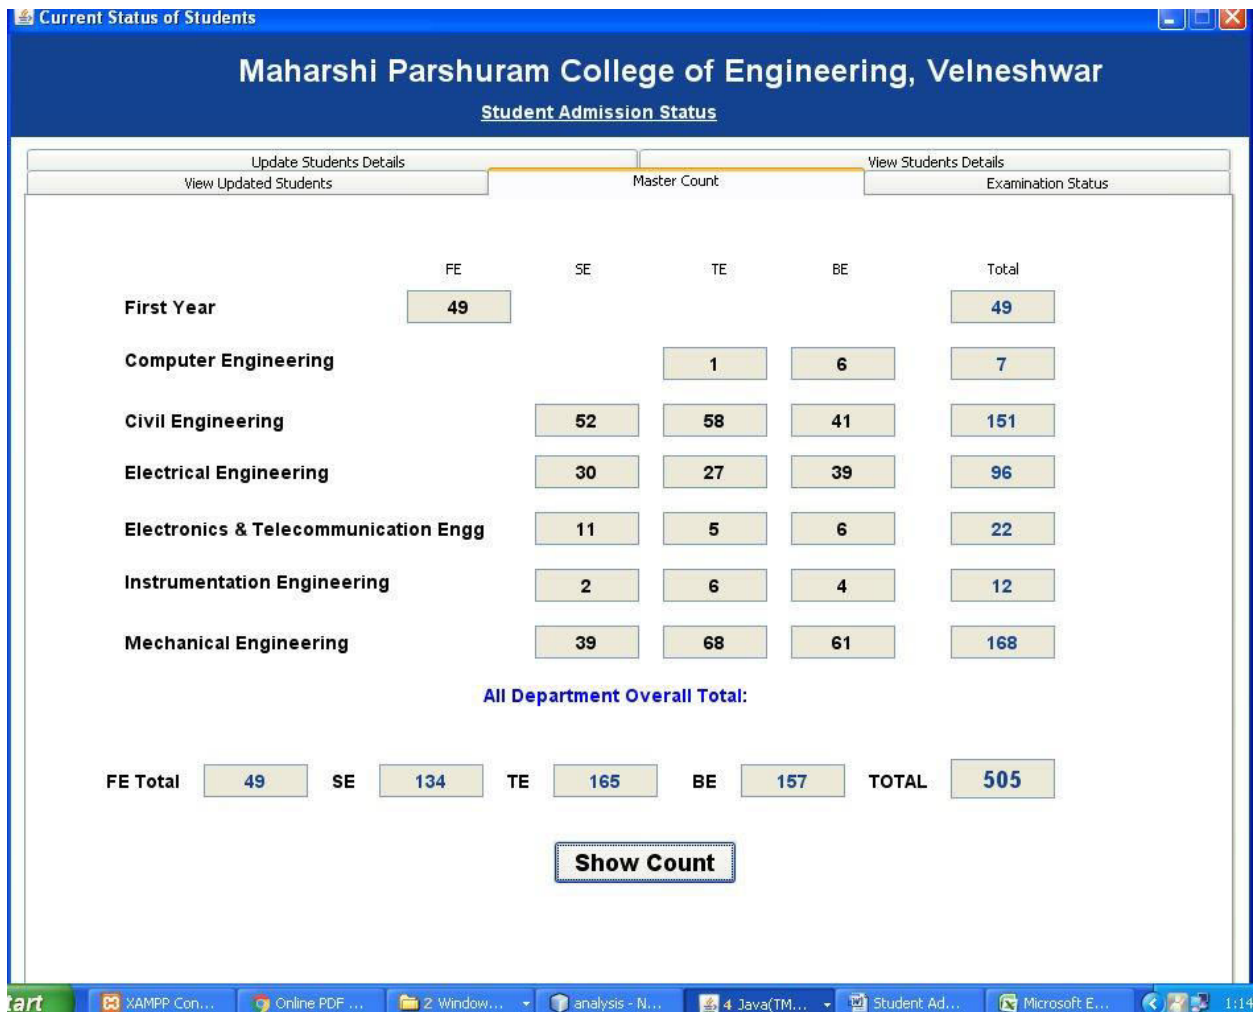 Current Status of Students
Maharshi Parshuram College of Engineering, Velneshwar
Student Admission Status
Update Students Details View Students Details
View Updated Students Master Count Examination Status
FE SE TE BE Total
First Year 49 49
Computer Engineering 1 6 7
Civil Engineering 52 58 41 151
Electrical Engineering 30 27 39 96
Electronics & Telecommunication Engg 11 5 6 22
Instrumentation Engineering 2 6 4 12
Mechanical Engineering 39 68 61 168
All Department Overall Total:
FE Total 49 SE 134 TE 165 BE 157 TOTAL 505
Show Count
tart XAMPP Con... Online PDF ... 2 Window... analysis - N... 4 Java(TM... Student Ad... Microsoft E... 1:14